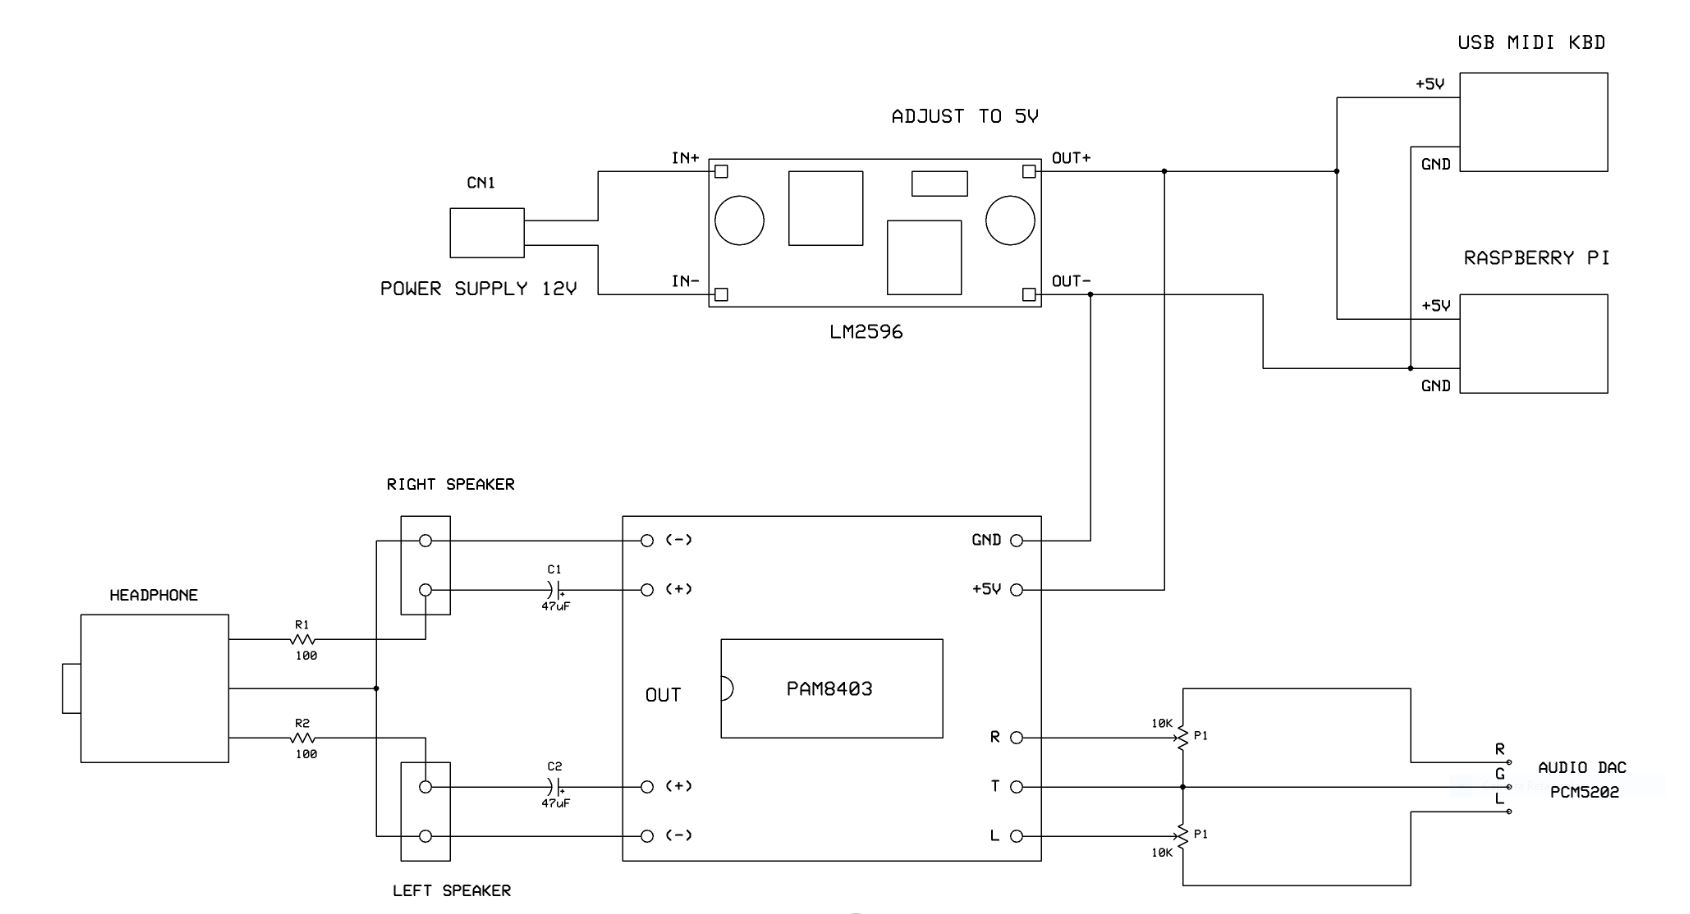 USB MIDI KBD
+5V
GND
ADJUST TO 5V
IN+
OUT+
CN1
POWER SUPPLY 12V
IN-
OUT-
LM2596
RASPBERRY PI
+5V
GND
RIGHT SPEAKER
(-)
GND
C1
47uF
(+)
+5V
HEADPHONE
R1
100
OUT
PAM8403
R2
100
R
10K
P1
C2
47uF
(+)
T
(-)
L
P1
10K
R
G
L
AUDIO DAC
PCM5202
LEFT SPEAKER